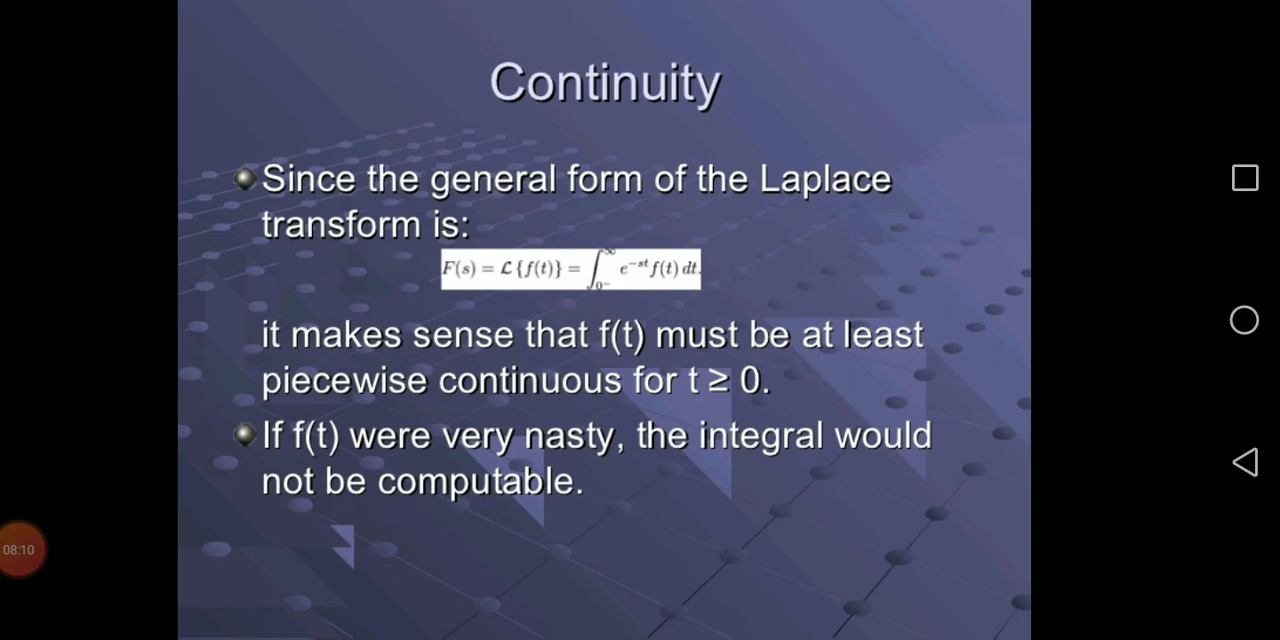 Continuity
Since the general form of the Laplace
transform is:
F(s) = ℒ{f(t)} = ∫₀₋^∞ e^{-st} f(t) dt.
it makes sense that f(t) must be at least
piecewise continuous for t ≥ 0.
If f(t) were very nasty, the integral would
not be computable.
08:10